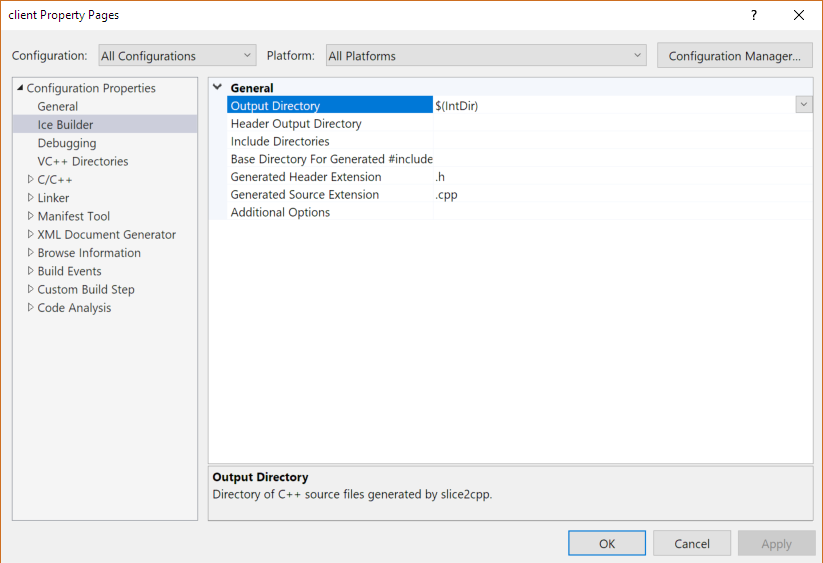 client Property Pages
?
Configuration: All Configurations Platform: All Platforms Configuration Manager...
Configuration Properties
General
Ice Builder
Debugging
VC++ Directories
C/C++
Linker
Manifest Tool
XML Document Generator
Browse Information
Build Events
Custom Build Step
Code Analysis
General
Output Directory $(IntDir)
Header Output Directory
Include Directories
Base Directory For Generated #include
Generated Header Extension .h
Generated Source Extension .cpp
Additional Options
Output Directory
Directory of C++ source files generated by slice2cpp.
OK Cancel Apply